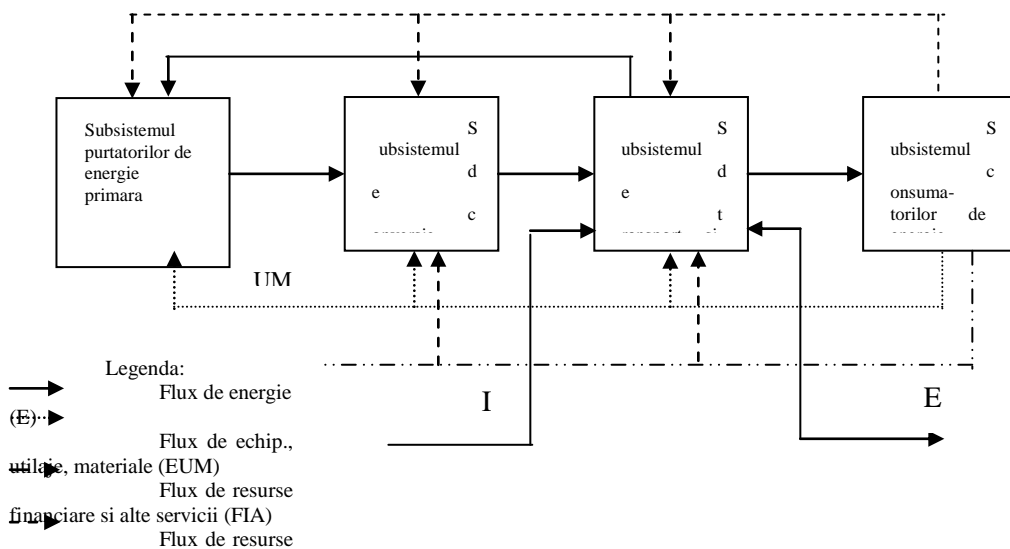 Subsistemul
purtatorilor de
energie
primara
S
ubsistemul
d
e
c
S
ubsistemul
d
e
t
S
ubsistemul
c
onsuma-
torilor de
UM
Legenda:
Flux de energie
(E)
Flux de echip.,
utilaje, materiale (EUM)
Flux de resurse
financiare si alte servicii (FIA)
Flux de resurse
I
E